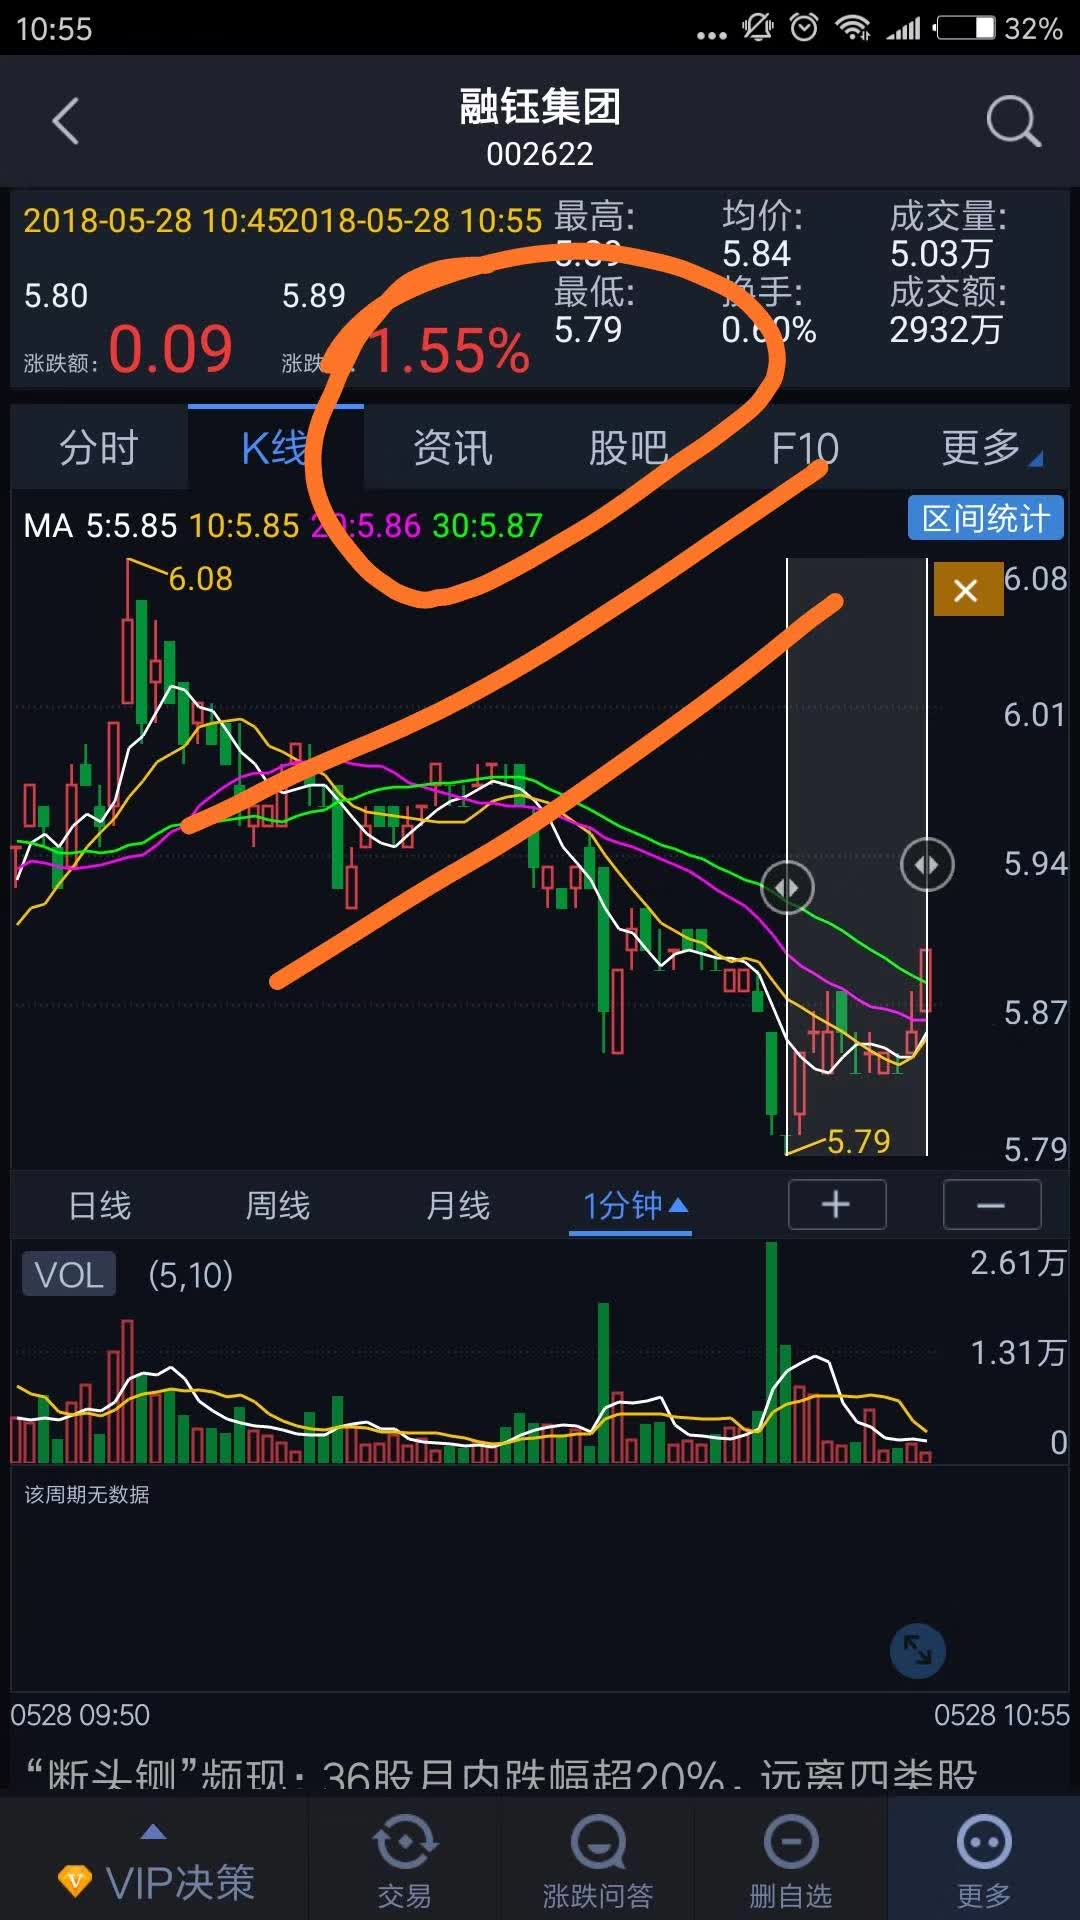 10:55
32%
融钰集团
002622
2018-05-28 10:45
2018-05-28 10:55
最高:
均价:
成交量:
5.89
5.84
5.03万
5.80
5.89
最低:
换手:
成交额:
5.79
0.60%
2932万
涨跌额: 0.09
涨跌 1.55%
分时
K线
资讯
股吧
F10
更多
MA 5:5.85 10:5.85 20:5.86 30:5.87
区间统计
6.08
6.08
6.01
5.94
5.87
5.79
5.79
日线
周线
月线
1分钟
VOL
(5,10)
2.61万
1.31万
0
该周期无数据
0528 09:50
0528 10:55
“断头铡”频现:36股月内跌幅超20%,远离四类股
VIP决策
交易
涨跌问答
删自选
更多